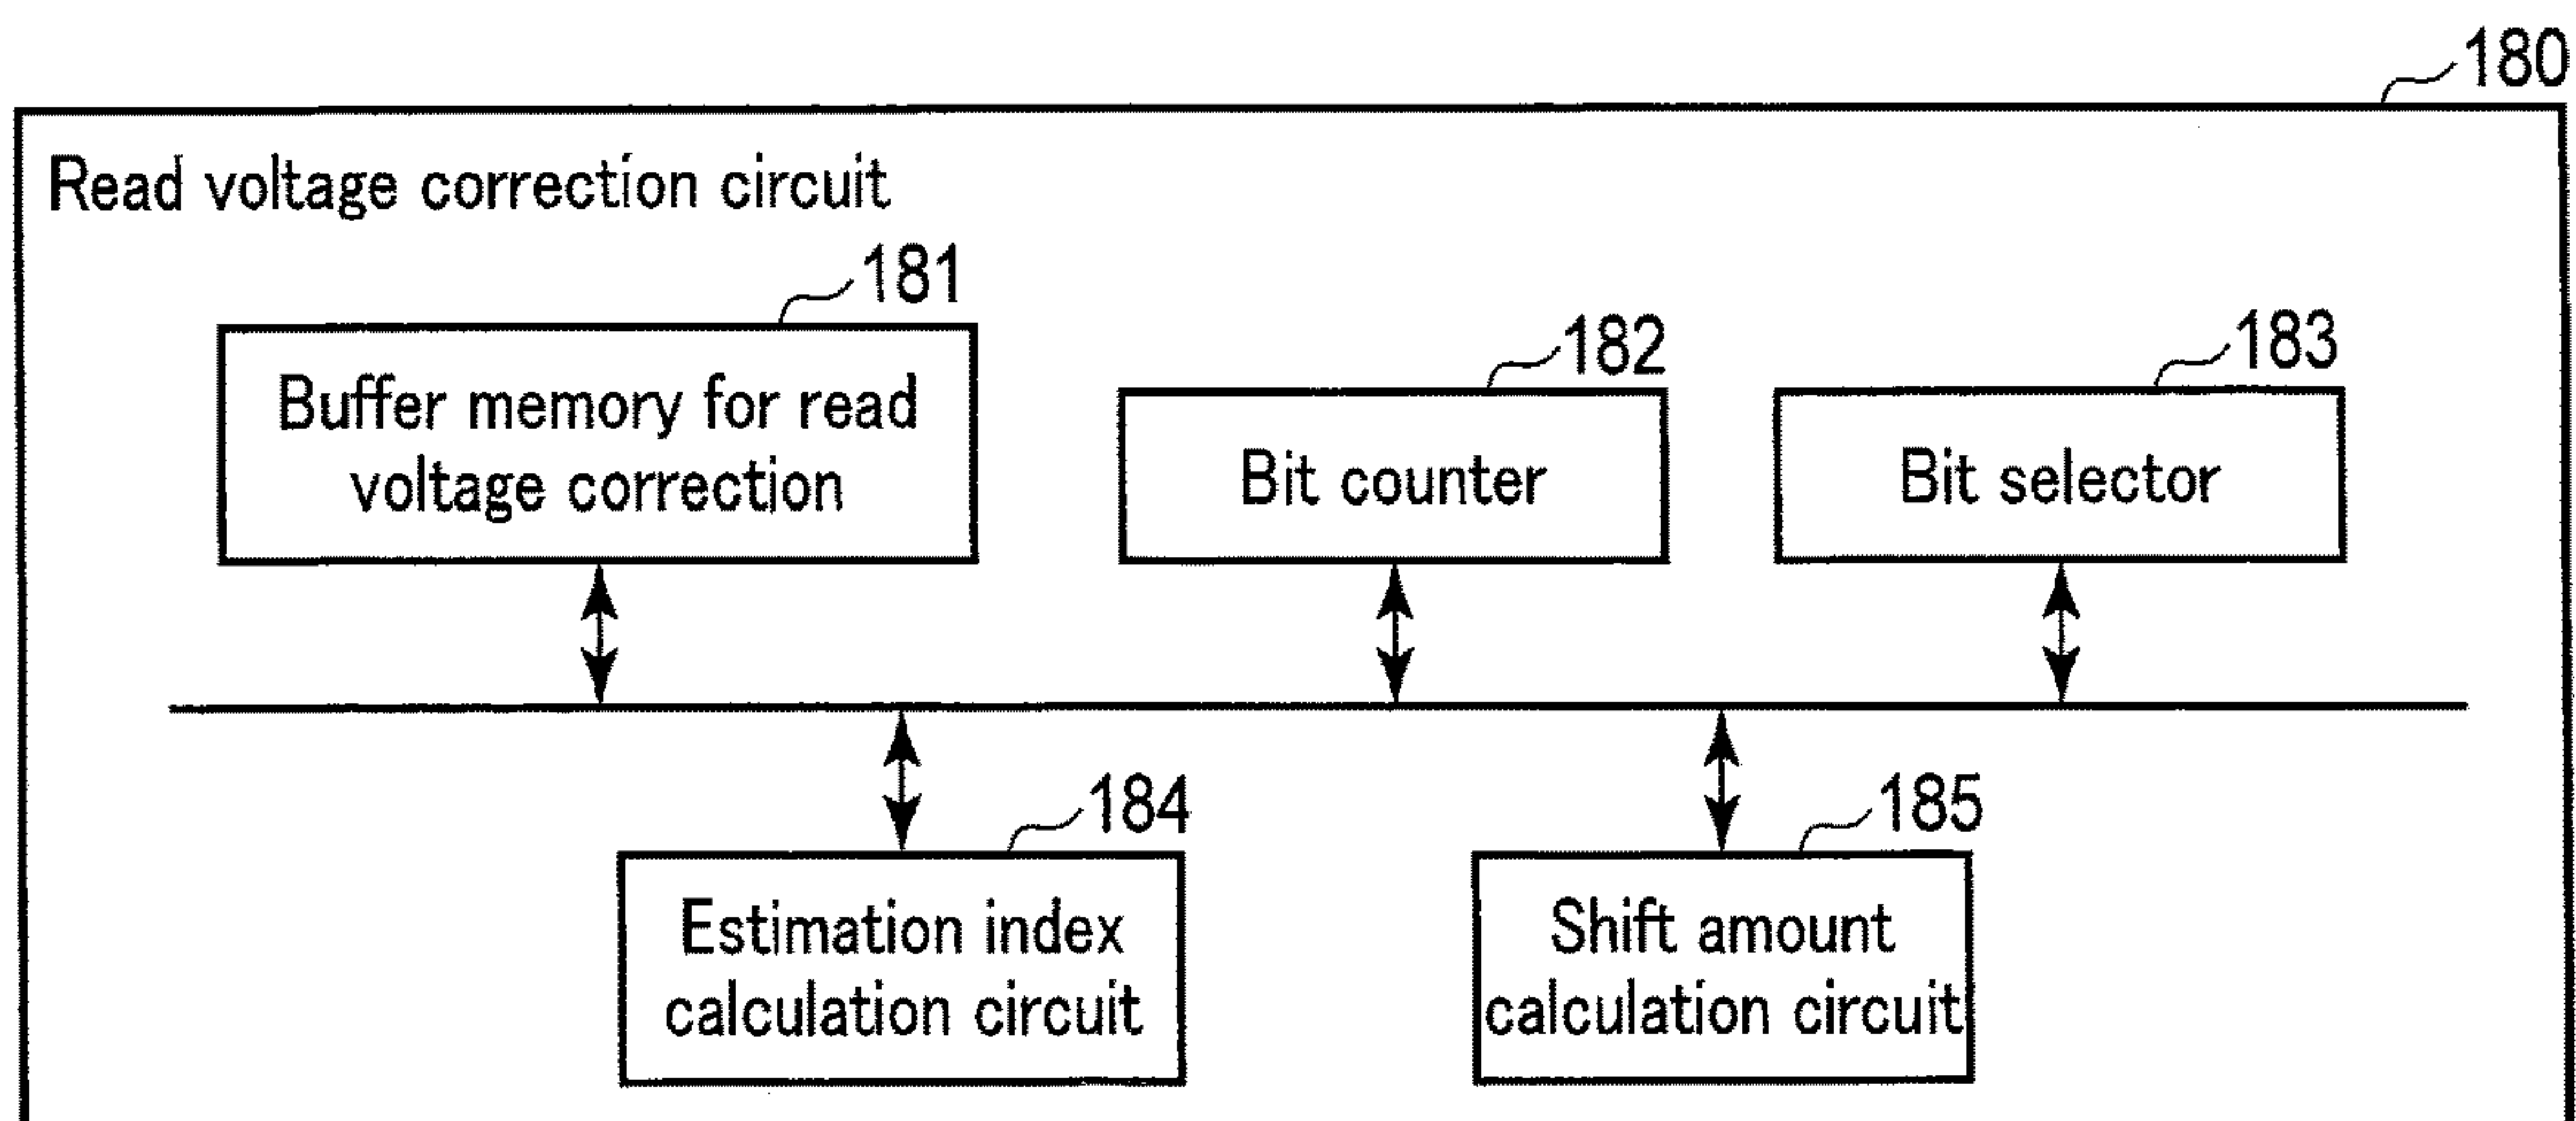 180
Read voltage correction circuit
181
Buffer memory for read
voltage correction
182
Bit counter
183
Bit selector
184
Estimation index
calculation circuit
185
Shift amount
calculation circuit